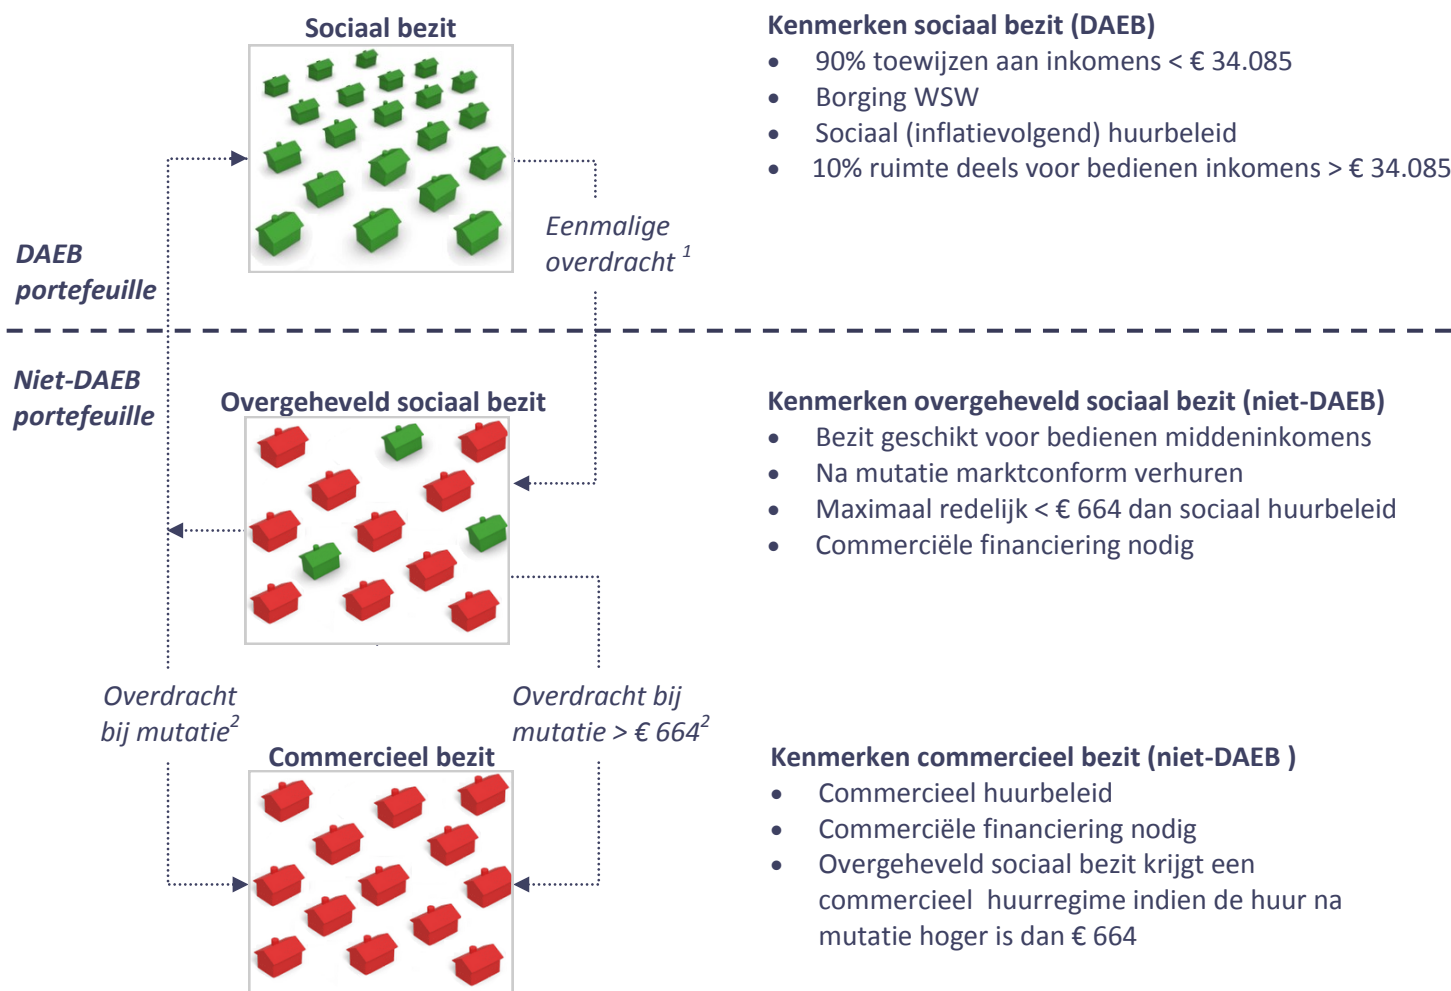 Sociaal bezit
Kenmerken sociaal bezit (DAEB)
• 90% toewijzen aan inkomens < € 34.085
• Borging WSW
• Sociaal (inflatievolgend) huurbeleid
• 10% ruimte deels voor bedienen inkomens > € 34.085
Eenmalige
overdracht 1
DAEB
portefeuille
Niet-DAEB
portefeuille
Overgeheveld sociaal bezit
Kenmerken overgeheveld sociaal bezit (niet-DAEB)
• Bezit geschikt voor bedienen middeninkomens
• Na mutatie marktconform verhuren
• Maximaal redelijk < € 664 dan sociaal huurbeleid
• Commerciële financiering nodig
Overdracht
bij mutatie2
Overdracht bij
mutatie > € 6642
Commercieel bezit
Kenmerken commercieel bezit (niet-DAEB )
• Commercieel huurbeleid
• Commerciële financiering nodig
• Overgeheveld sociaal bezit krijgt een
commercieel huurregime indien de huur na
mutatie hoger is dan € 664